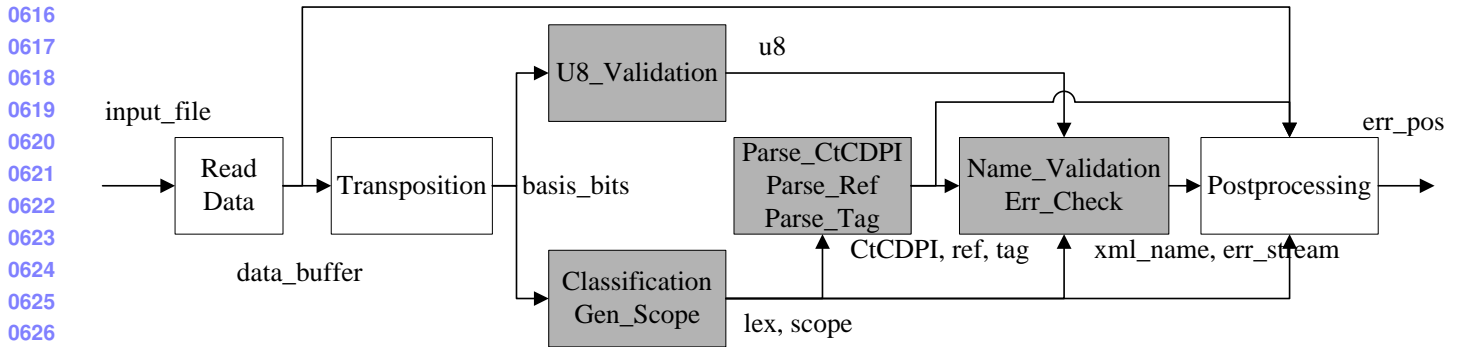 0616
0617
0618
0619
0620
0621
0622
0623
0624
0625
0626
input_file
Read
Data
data_buffer
Transposition
basis_bits
U8_Validation
u8
Classification
Gen_Scope
lex, scope
Parse_CtCDPI
Parse_Ref
Parse_Tag
CtCDPI, ref, tag
Name_Validation
Err_Check
xml_name, err_stream
Postprocessing
err_pos